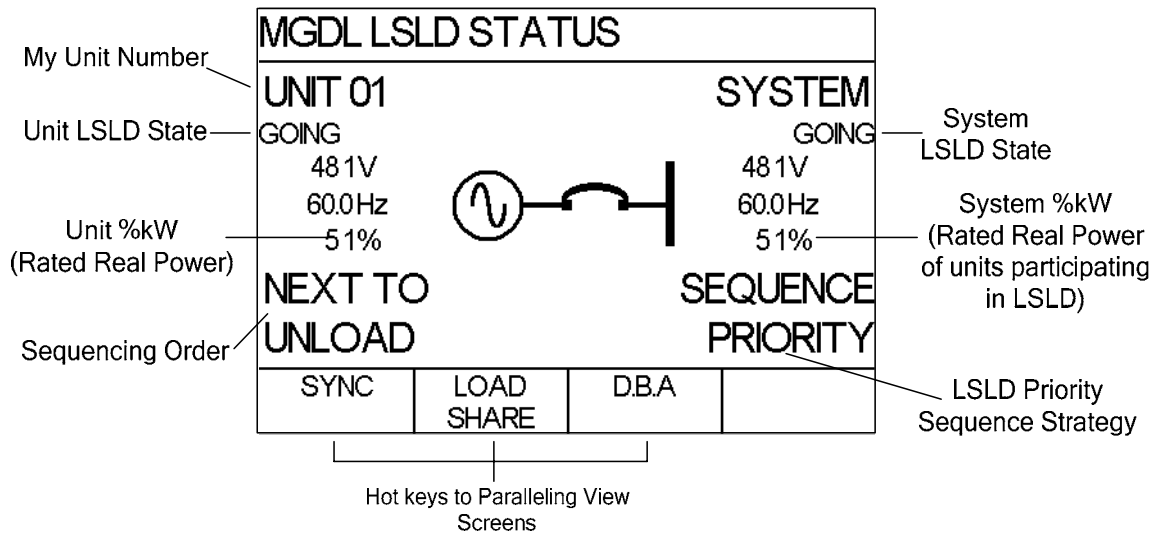 MGDL LSLD STATUS
My Unit Number
UNIT 01
SYSTEM
Unit LSLD State
GOING
GOING
System
LSLD State
481V
481V
60.0Hz
60.0Hz
Unit %kW
(Rated Real Power)
51%
51%
System %kW
(Rated Real Power
of units participating
in LSLD)
NEXT TO
UNLOAD
SEQUENCE
PRIORITY
Sequencing Order
LSLD Priority
Sequence Strategy
SYNC
LOAD
SHARE
D.B.A
Hot keys to Paralleling View
Screens